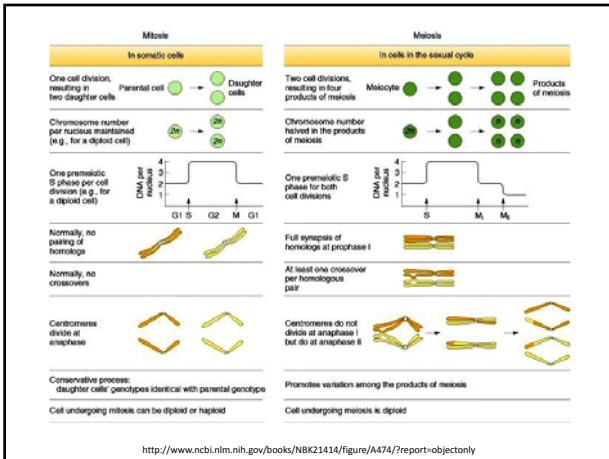 Mitosis
In somatic cells
One cell division,
resulting in
two daughter cells
Parental cell
Daughter
cells
Chromosome number
per nucleus maintained
(e.g., for a diploid cell)
2n
2n
2n
One premeiotic
S phase per cell
division (e.g., for
a diploid cell)
DNA per
nucleus
4
3
2
1
G1 S G2 M G1
Normally, no
pairing of
homologs
Normally, no
crossovers
Centromeres
divide at
anaphase
Conservative process:
daughter cells' genotypes identical with parental genotype
Cell undergoing mitosis can be diploid or haploid
Meiosis
In cells in the sexual cycle
Two cell divisions,
resulting in four
products of meiosis
Meiocyte
Products
of meiosis
Chromosome number
halved in the products
of meiosis
2n
n n
n n
One premeiotic S
phase for both
cell divisions
DNA per
nucleus
4
3
2
1
S MI MII
Full synapsis of
homologs at prophase I
At least one crossover
per homologous
pair
Centromeres do not
divide at anaphase I
but do at anaphase II
Promotes variation among the products of meiosis
Cell undergoing meiosis is diploid
http://www.ncbi.nlm.nih.gov/books/NBK21414/figure/A474/?report=objectonly